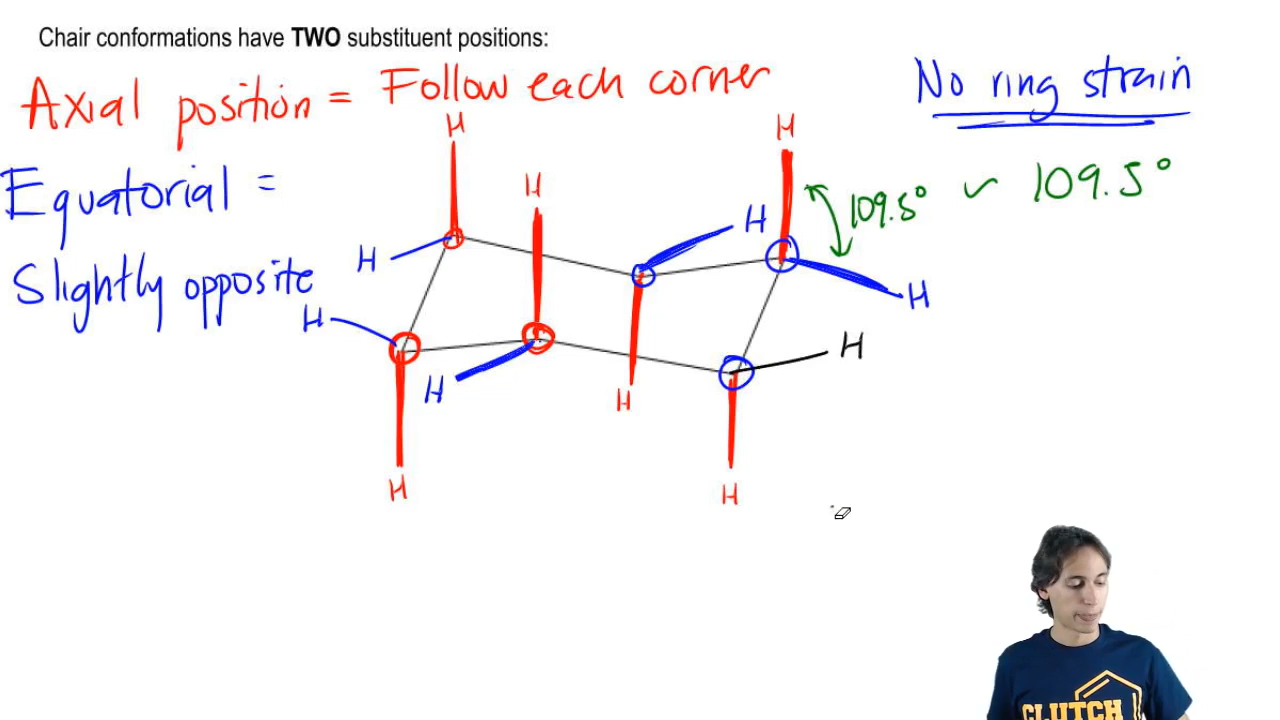 Chair conformations have TWO substituent positions:
Axial position = Follow each corner
No ring strain
Equatorial =
Slightly opposite
109.5° ~ 109.5°
H
H
H
H
H
H
H
H
H
H
H
H
CLUTCH